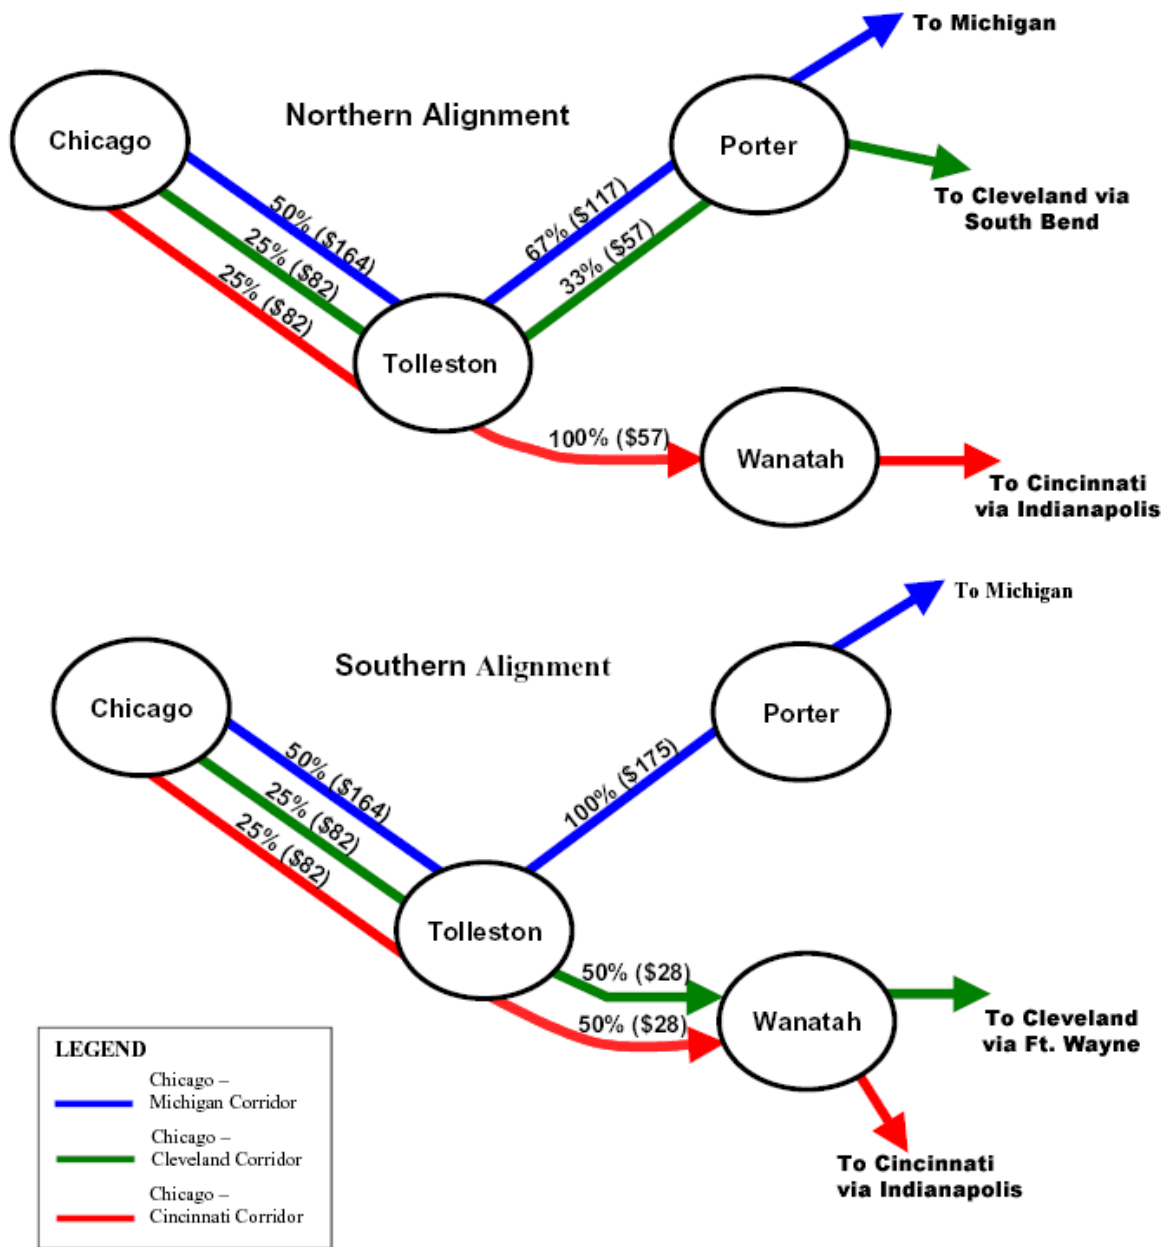 To Michigan
Northern Alignment
Chicago
Porter
50% ($164)
67% ($117)
To Cleveland via
South Bend
25% ($82)
33% ($57)
25% ($82)
Tolleston
100% ($57)
Wanatah
To Cincinnati
via Indianapolis
To Michigan
Southern Alignment
Chicago
Porter
50% ($164)
100% ($175)
25% ($82)
25% ($82)
Tolleston
50% ($28)
50% ($28)
Wanatah
To Cleveland
via Ft. Wayne
To Cincinnati
via Indianapolis
LEGEND
Chicago –
Michigan Corridor
Chicago –
Cleveland Corridor
Chicago –
Cincinnati Corridor